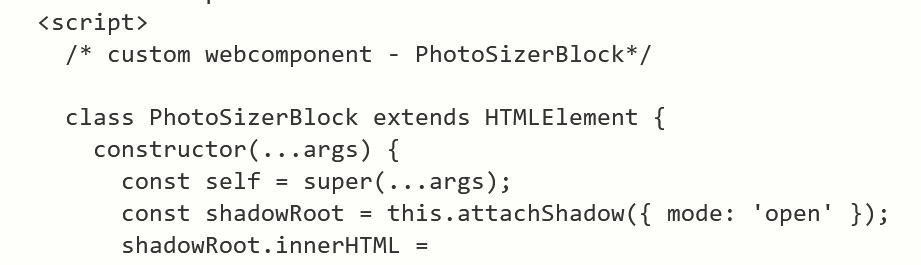 <script>
/* custom webcomponent - PhotoSizerBlock*/
class PhotoSizerBlock extends HTMLElement {
constructor(...args) {
const self = super(...args);
const shadowRoot = this.attachShadow({ mode: 'open' });
shadowRoot.innerHTML =